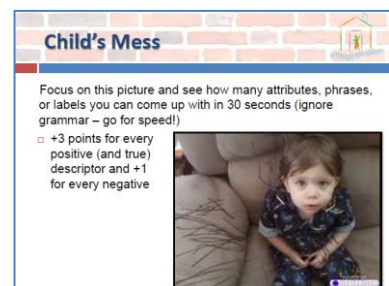 Child's Mess
Focus on this picture and see how many attributes, phrases,
or labels you can come up with in 30 seconds (ignore
grammar – go for speed!)
+3 points for every
positive (and true)
descriptor and +1
for every negative